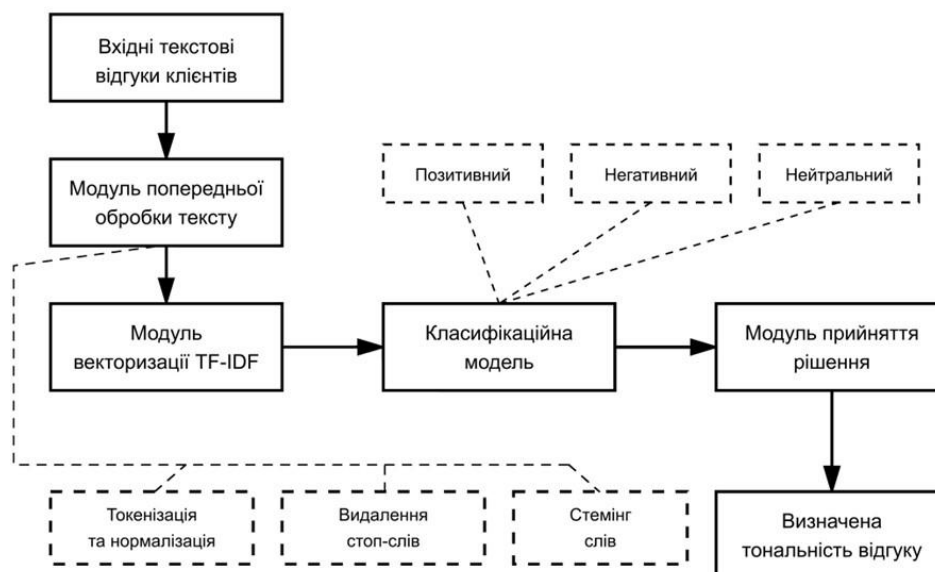 Вхідні текстові
відгуки клієнтів
Модуль попередньої
обробки тексту
Позитивний
Негативний
Нейтральний
Модуль
векторизації TF-IDF
Класифікаційна
модель
Модуль прийняття
рішення
Токенізація
та нормалізація
Видалення
стоп-слів
Стемінг
слів
Визначена
тональність відгуку